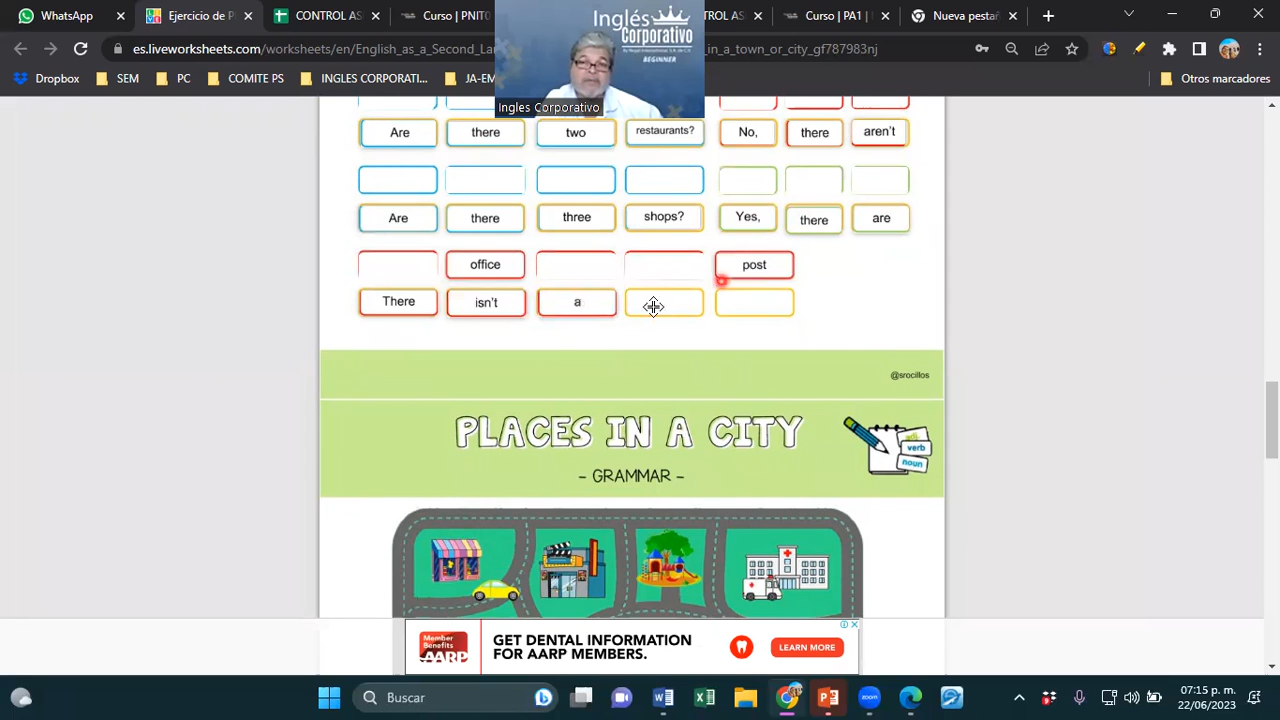 WhatsApp
Ejercicio de P
CONTROL AS
Curso | PNITO
ROL AS
Curso | PA1 |
Nueva pestañ
es.liveworksheets.com/worksheets/en/English_as_a_Second_La
_in_a_town_or_city_gf787983nj
Dropbox
SEM
PC
COMITE PS
INGLES CORPORATI...
JA-EM
Otros marcadores
Inglés
Corporativo
BEGINNER
Ingles Corporativo
Are there two restaurants? No, there aren't
Are there three shops? Yes, there are
office post
There isn't a
@srocillos
PLACES IN A CITY
- GRAMMAR -
verb
noun
Member
Benefits
AARP
GET DENTAL INFORMATION
FOR AARP MEMBERS.
LEARN MORE
Buscar
zoom
07:15 p. m.
22/06/2023